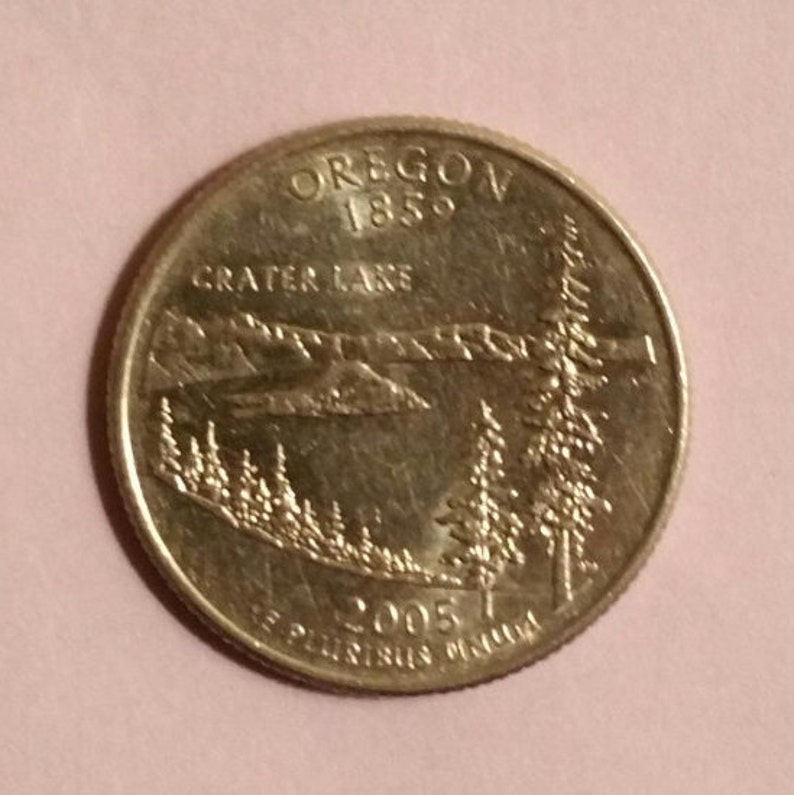 OREGON
1859
CRATER LAKE
2005
E PLURIBUS UNUM